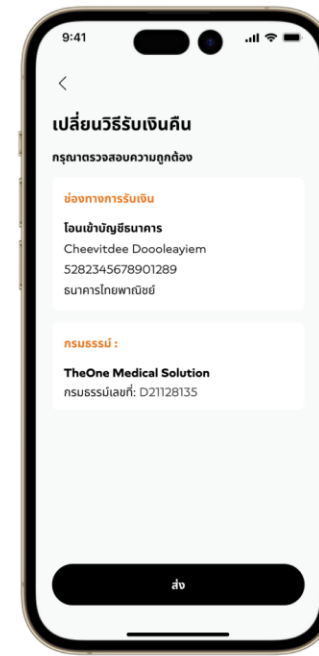 9:41
เปลี่ยนวิธีรับเงินคืน
กรุณาตรวจสอบความถูกต้อง
ช่องทางการรับเงิน
โอนเข้าบัญชีธนาคาร
Cheevitdee Doooleayiem
5282345678901289
ธนาคารไทยพาณิชย์
กรมธรรม์ :
TheOne Medical Solution
กรมธรรม์เลขที่: D21128135
ส่ง